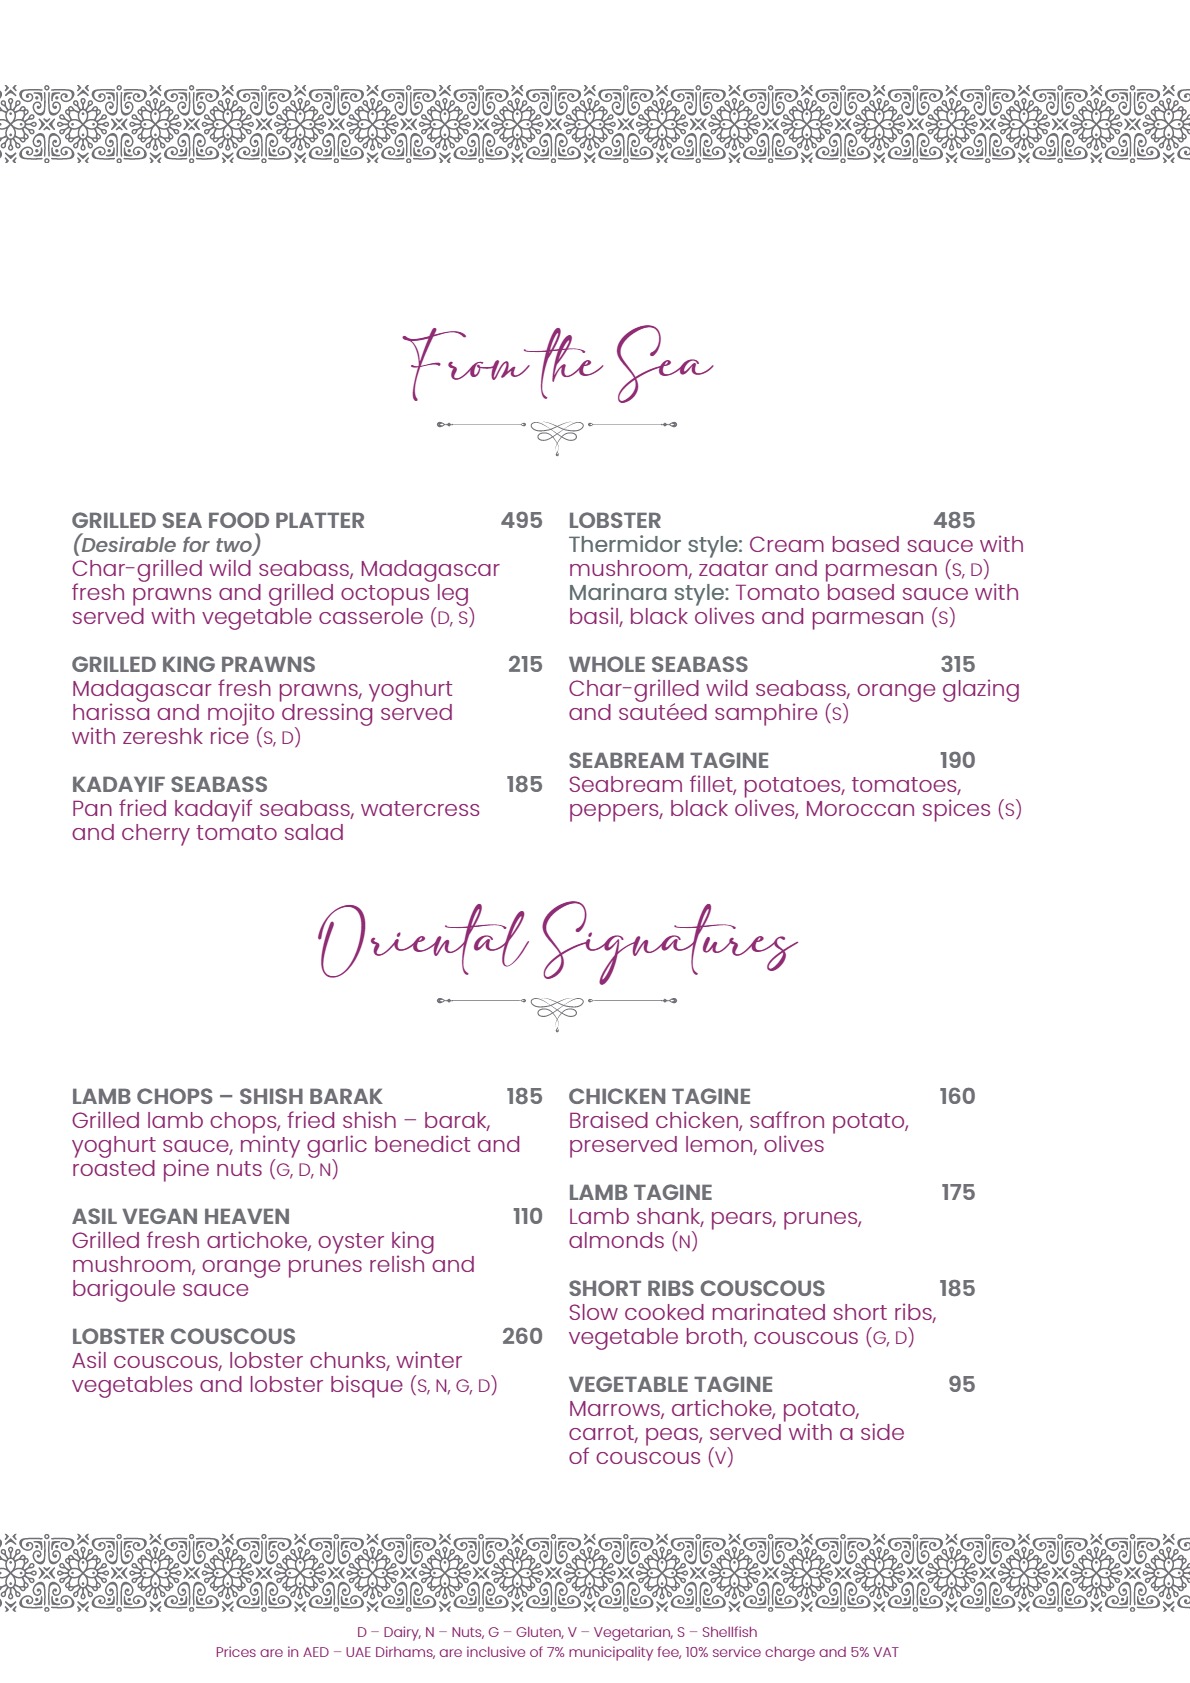 From the Sea
GRILLED SEA FOOD PLATTER 495
(Desirable for two)
Char-grilled wild seabass, Madagascar
fresh prawns and grilled octopus leg
served with vegetable casserole (D, S)
GRILLED KING PRAWNS 215
Madagascar fresh prawns, yoghurt
harissa and mojito dressing served
with zereshk rice (S, D)
KADAYIF SEABASS 185
Pan fried kadayif seabass, watercress
and cherry tomato salad
LOBSTER 485
Thermidor style: Cream based sauce with
mushroom, zaatar and parmesan (S, D)
Marinara style: Tomato based sauce with
basil, black olives and parmesan (S)
WHOLE SEABASS 315
Char-grilled wild seabass, orange glazing
and sautéed samphire (S)
SEABREAM TAGINE 190
Seabream fillet, potatoes, tomatoes,
peppers, black olives, Moroccan spices (S)
Oriental Signatures
LAMB CHOPS – SHISH BARAK 185
Grilled lamb chops, fried shish – barak,
yoghurt sauce, minty garlic benedict and
roasted pine nuts (G, D, N)
ASIL VEGAN HEAVEN 110
Grilled fresh artichoke, oyster king
mushroom, orange prunes relish and
barigoule sauce
LOBSTER COUSCOUS 260
Asil couscous, lobster chunks, winter
vegetables and lobster bisque (S, N, G, D)
CHICKEN TAGINE 160
Braised chicken, saffron potato,
preserved lemon, olives
LAMB TAGINE 175
Lamb shank, pears, prunes,
almonds (N)
SHORT RIBS COUSCOUS 185
Slow cooked marinated short ribs,
vegetable broth, couscous (G, D)
VEGETABLE TAGINE 95
Marrows, artichoke, potato,
carrot, peas, served with a side
of couscous (V)
D – Dairy, N – Nuts, G – Gluten, V – Vegetarian, S – Shellfish
Prices are in AED – UAE Dirhams, are inclusive of 7% municipality fee, 10% service charge and 5% VAT